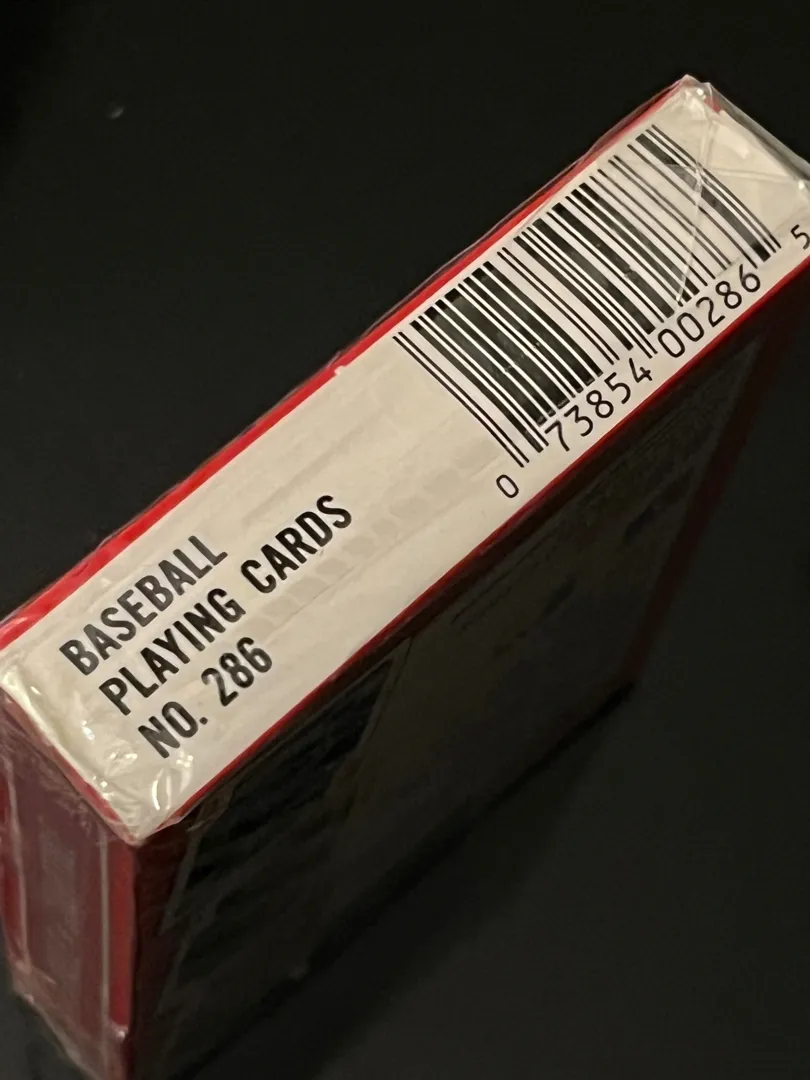 BASEBALL
PLAYING CARDS
NO. 286
0 73854 00286 5